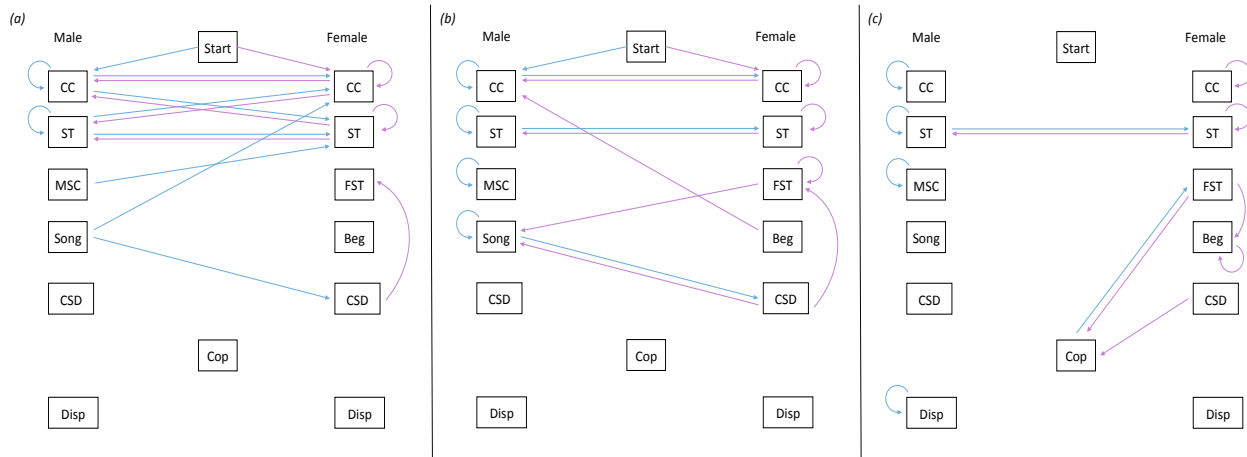 (a)
Male
Start
Female
CC
CC
ST
ST
MSC
FST
Song
Beg
CSD
CSD
Cop
Disp
Disp
(b)
Male
Start
Female
CC
CC
ST
ST
MSC
FST
Song
Beg
CSD
CSD
Cop
Disp
Disp
(c)
Male
Start
Female
CC
CC
ST
ST
MSC
FST
Song
Beg
CSD
CSD
Cop
Disp
Disp